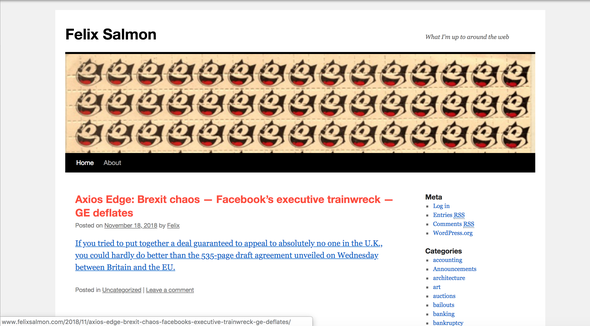 Felix Salmon
What I'm up to around the web
Home About
Axios Edge: Brexit chaos — Facebook's executive trainwreck —
GE deflates
Posted on November 18, 2018 by Felix
If you tried to put together a deal guaranteed to appeal to absolutely no one in the U.K.,
you could hardly do better than the 535-page draft agreement unveiled on Wednesday
between Britain and the EU.
Posted in Uncategorized | Leave a comment
Meta
Log in
Entries RSS
Comments RSS
WordPress.org
Categories
accounting
Announcements
architecture
art
auctions
bailouts
banking
bankruptcy
www.felixsalmon.com/2018/11/axios-edge-brexit-chaos-facebooks-executive-trainwreck-ge-deflates/